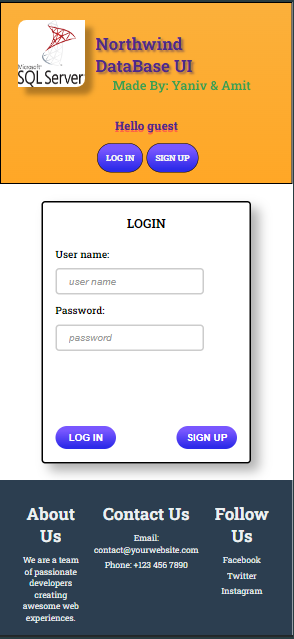 Microsoft
SQL Server
Northwind
DataBase UI
Made By: Yaniv & Amit
Hello guest
LOG IN
SIGN UP
LOGIN
User name:
user name
Password:
password
LOG IN
SIGN UP
About
Us
We are a team
of passionate
developers
creating
awesome web
experiences.
Contact Us
Email:
contact@yourwebsite.com
Phone: +123 456 7890
Follow
Us
Facebook
Twitter
Instagram